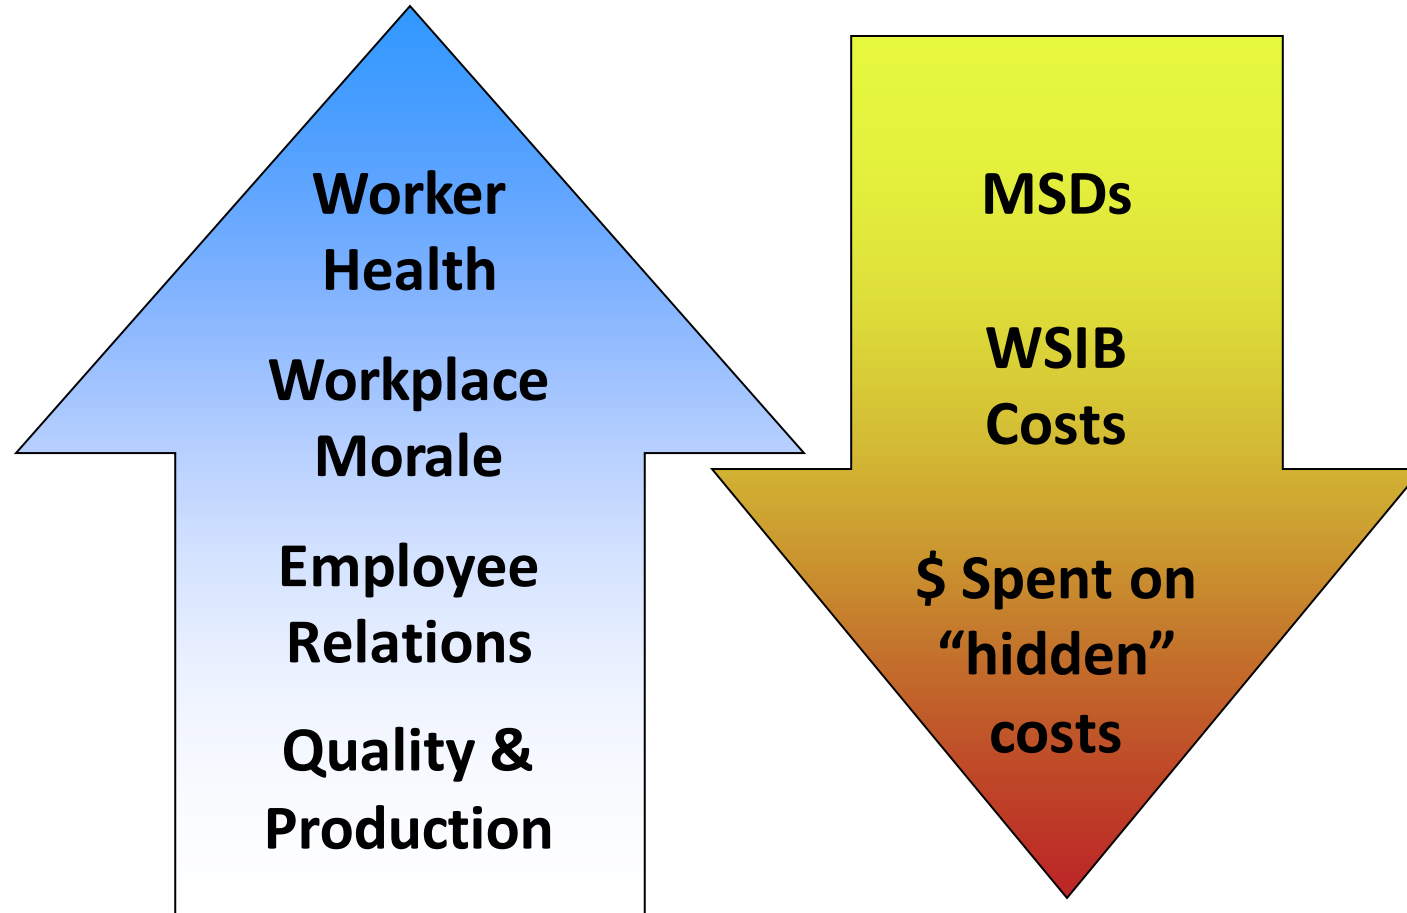 Worker
Health
Workplace
Morale
Employee
Relations
Quality &
Production
MSDs
WSIB
Costs
$ Spent on
“hidden”
costs